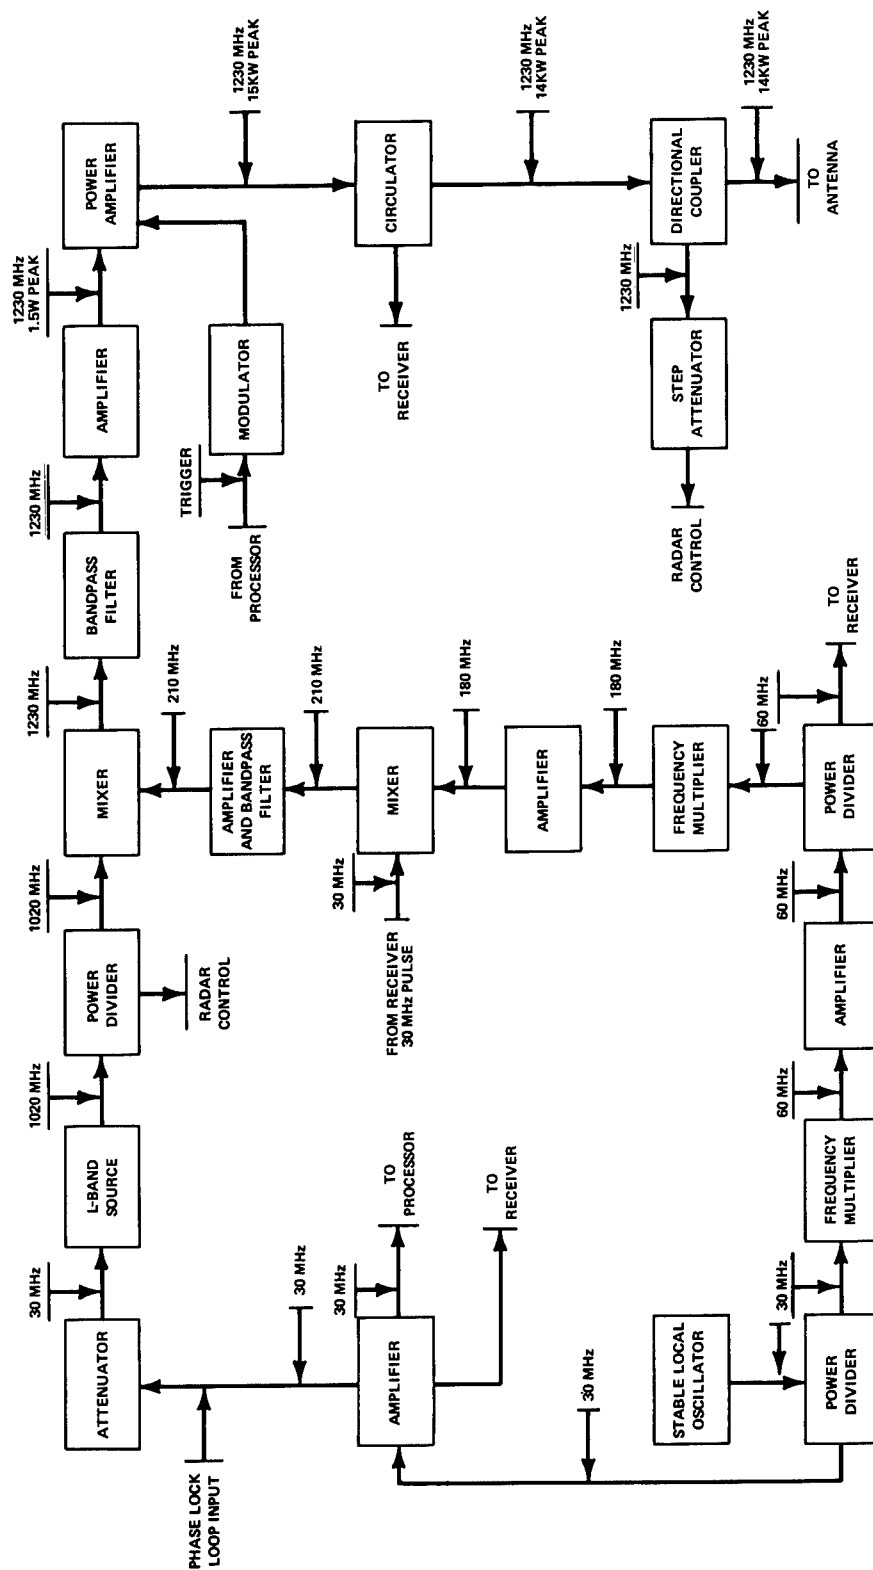 30 MHz
1020 MHz
1020 MHz
1230 MHz
1230 MHz
1230 MHz
1.5W PEAK
ATTENUATOR
L-BAND
SOURCE
POWER
DIVIDER
MIXER
BANDPASS
FILTER
AMPLIFIER
POWER
AMPLIFIER
PHASE LOCK
LOOP INPUT
RADAR
CONTROL
210 MHz
TRIGGER
FROM
PROCESSOR
MODULATOR
1230 MHz
15KW PEAK
30 MHz
AMPLIFIER
AND BANDPASS
FILTER
210 MHz
30 MHz
TO
PROCESSOR
AMPLIFIER
TO
RECEIVER
30 MHz
FROM RECEIVER
30 MHz PULSE
MIXER
TO
RECEIVER
CIRCULATOR
180 MHz
1230 MHz
14KW PEAK
AMPLIFIER
180 MHz
30 MHz
STABLE LOCAL
OSCILLATOR
FREQUENCY
MULTIPLIER
RADAR
CONTROL
STEP
ATTENUATOR
1230 MHz
DIRECTIONAL
COUPLER
30 MHz
60 MHz
60 MHz
60 MHz
TO
RECEIVER
1230 MHz
14KW PEAK
POWER
DIVIDER
FREQUENCY
MULTIPLIER
AMPLIFIER
POWER
DIVIDER
TO
ANTENNA